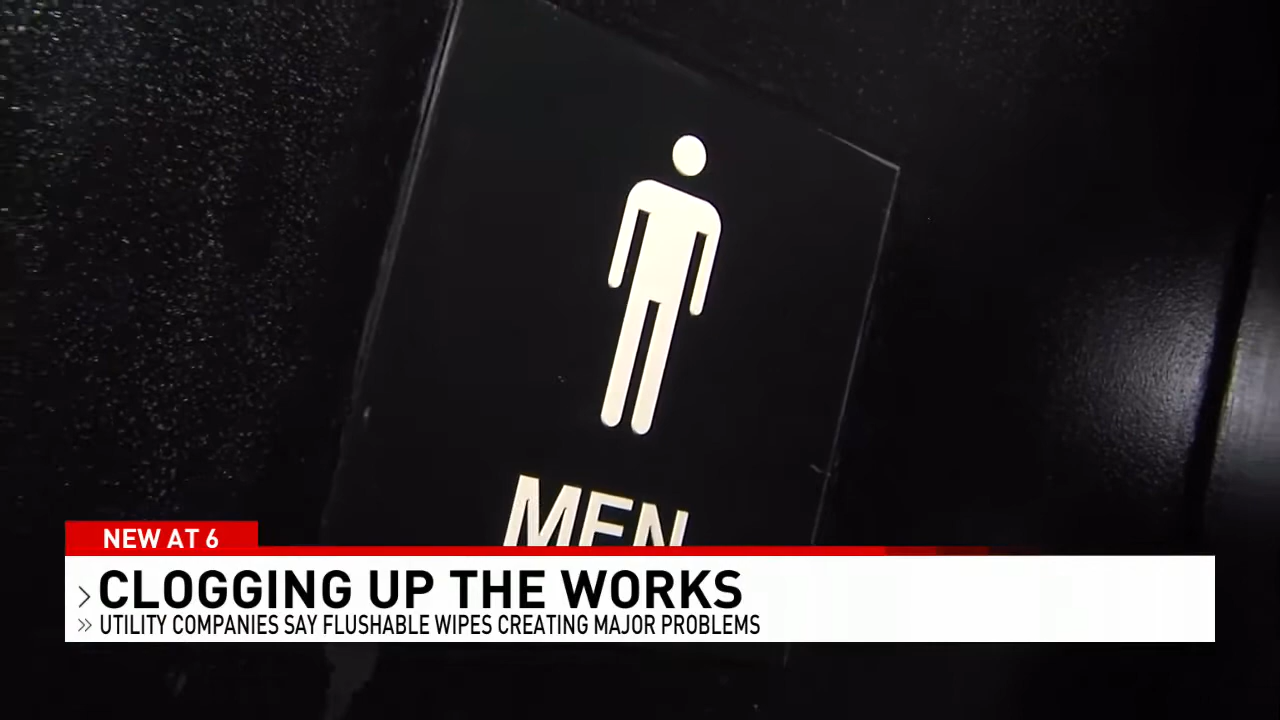 MEN
NEW AT 6
CLOGGING UP THE WORKS
UTILITY COMPANIES SAY FLUSHABLE WIPES CREATING MAJOR PROBLEMS